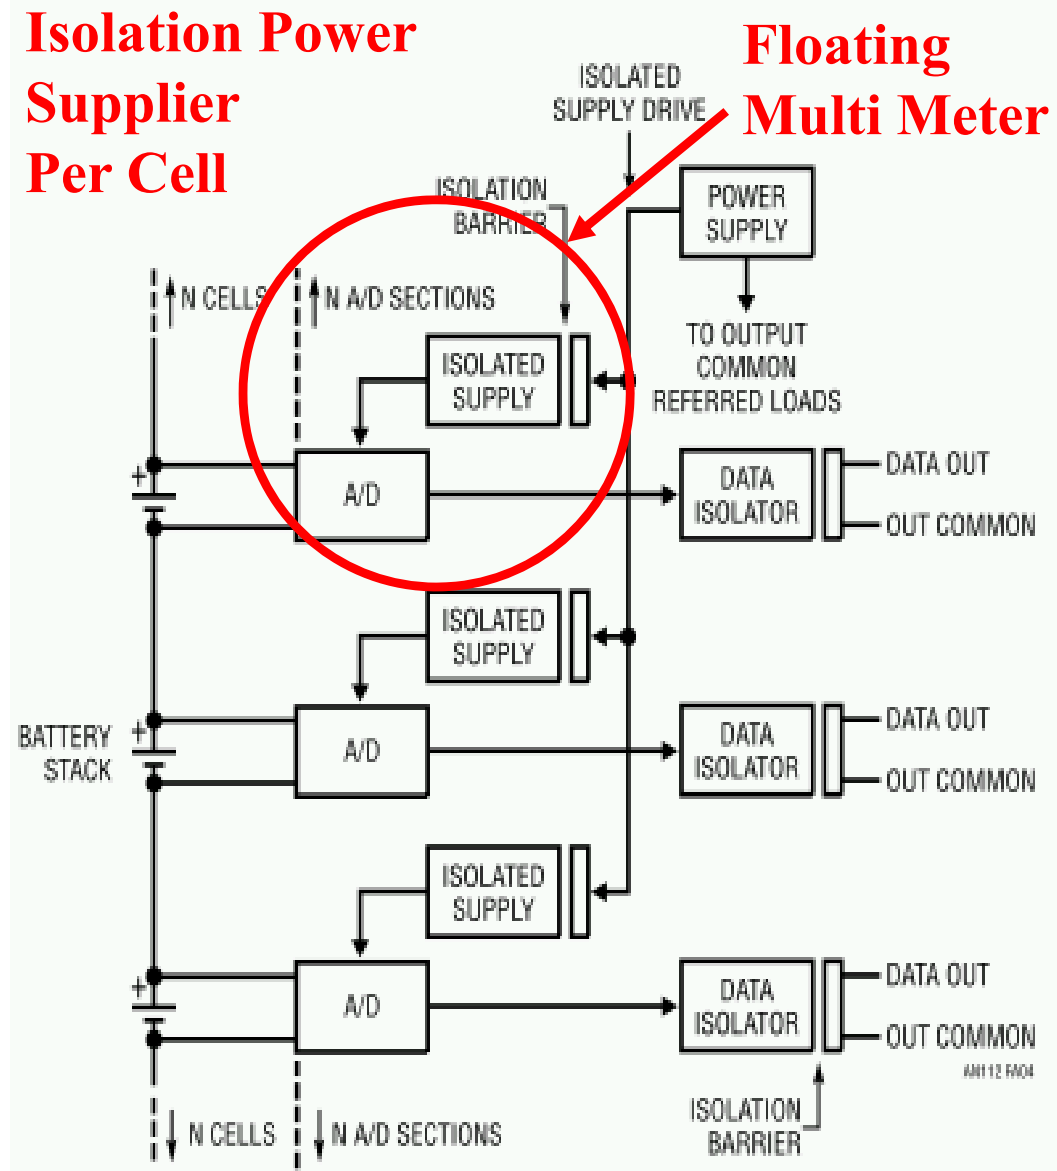 Isolation Power
Supplier
Per Cell
Floating
Multi Meter
ISOLATED
SUPPLY DRIVE
ISOLATION
BARRIER
POWER
SUPPLY
N CELLS
N A/D SECTIONS
TO OUTPUT
COMMON
REFERRED LOADS
ISOLATED
SUPPLY
+
A/D
DATA
ISOLATOR
DATA OUT
OUT COMMON
ISOLATED
SUPPLY
BATTERY
STACK
+
A/D
DATA
ISOLATOR
DATA OUT
OUT COMMON
ISOLATED
SUPPLY
+
A/D
DATA
ISOLATOR
DATA OUT
OUT COMMON
AN112 FA04
ISOLATION
BARRIER
N CELLS
N A/D SECTIONS